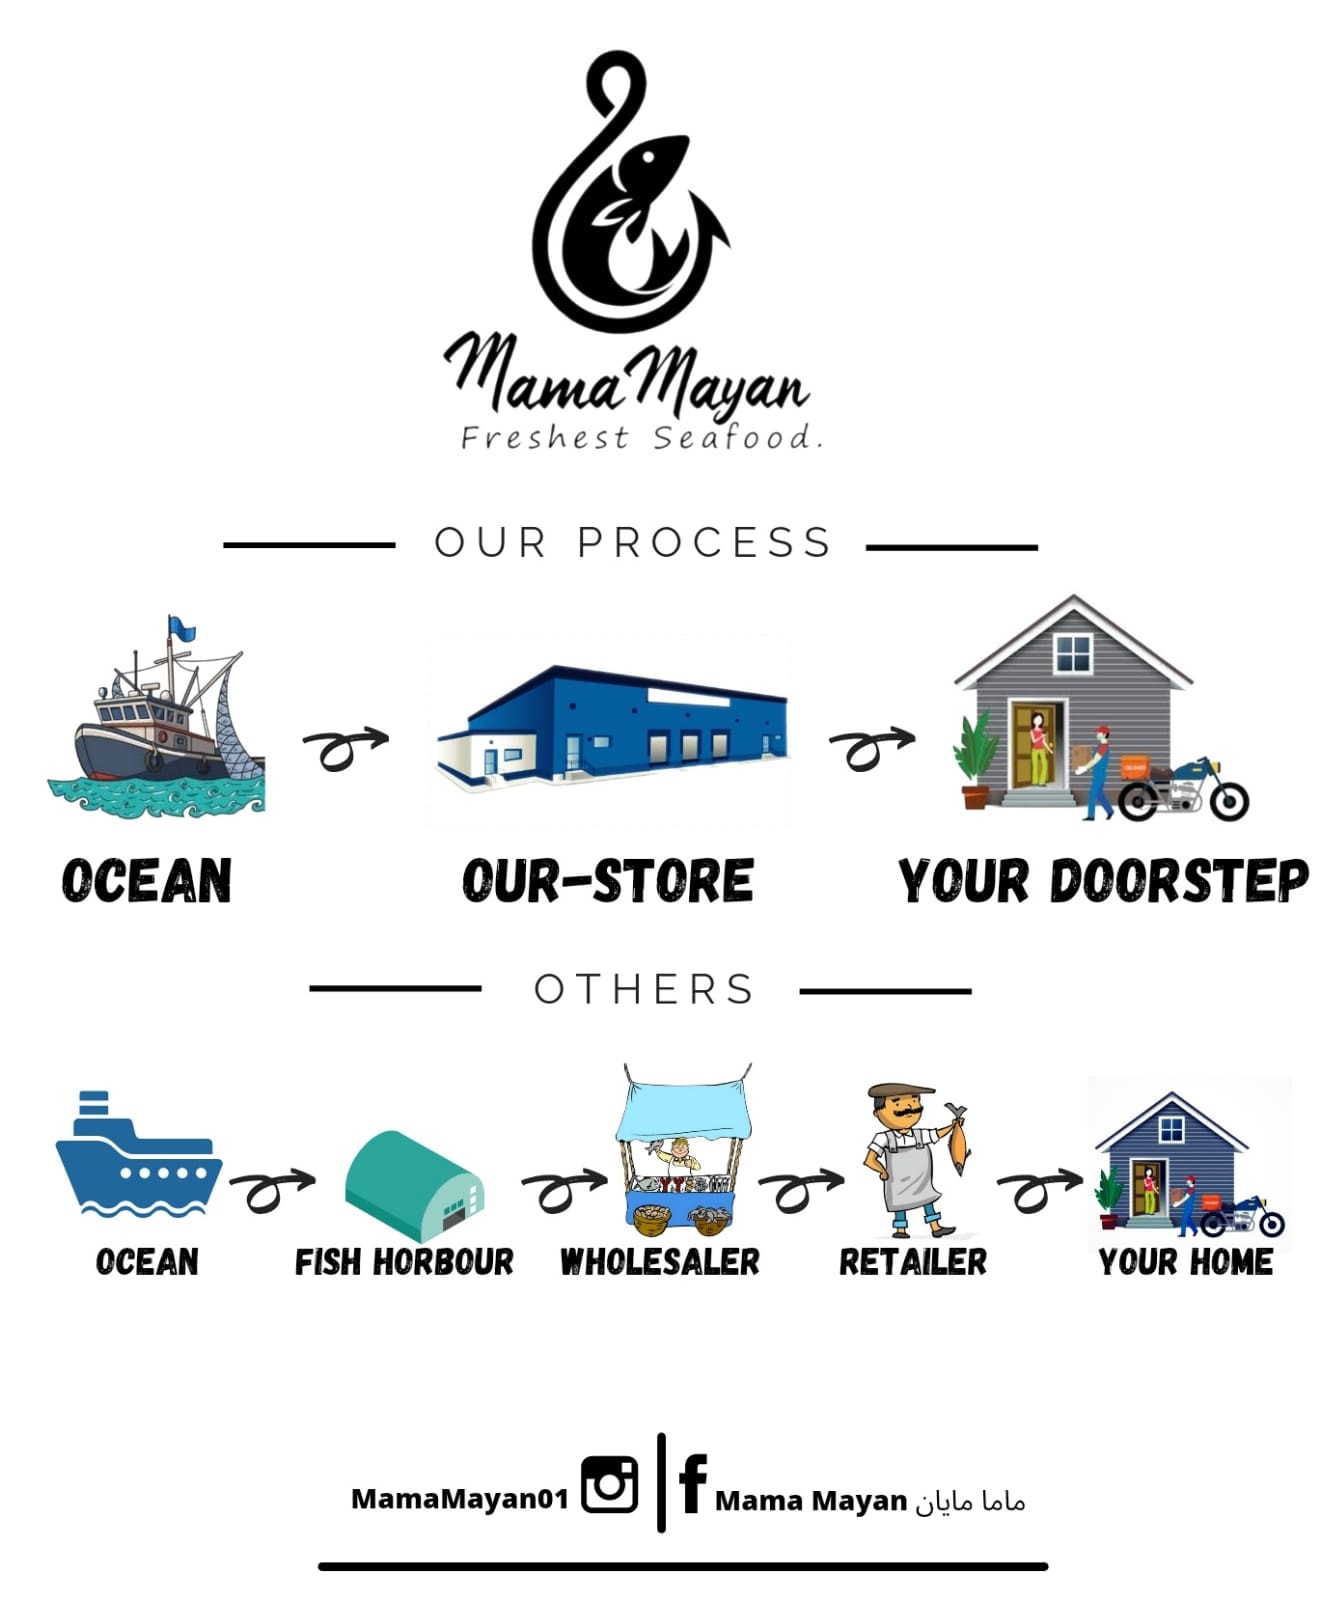 Mama Mayan
Freshest Seafood.
OUR PROCESS
OCEAN
OUR-STORE
YOUR DOORSTEP
OTHERS
OCEAN
FISH HORBOUR
WHOLESALER
RETAILER
YOUR HOME
MamaMayan01
f Mama Mayan ماما مايان